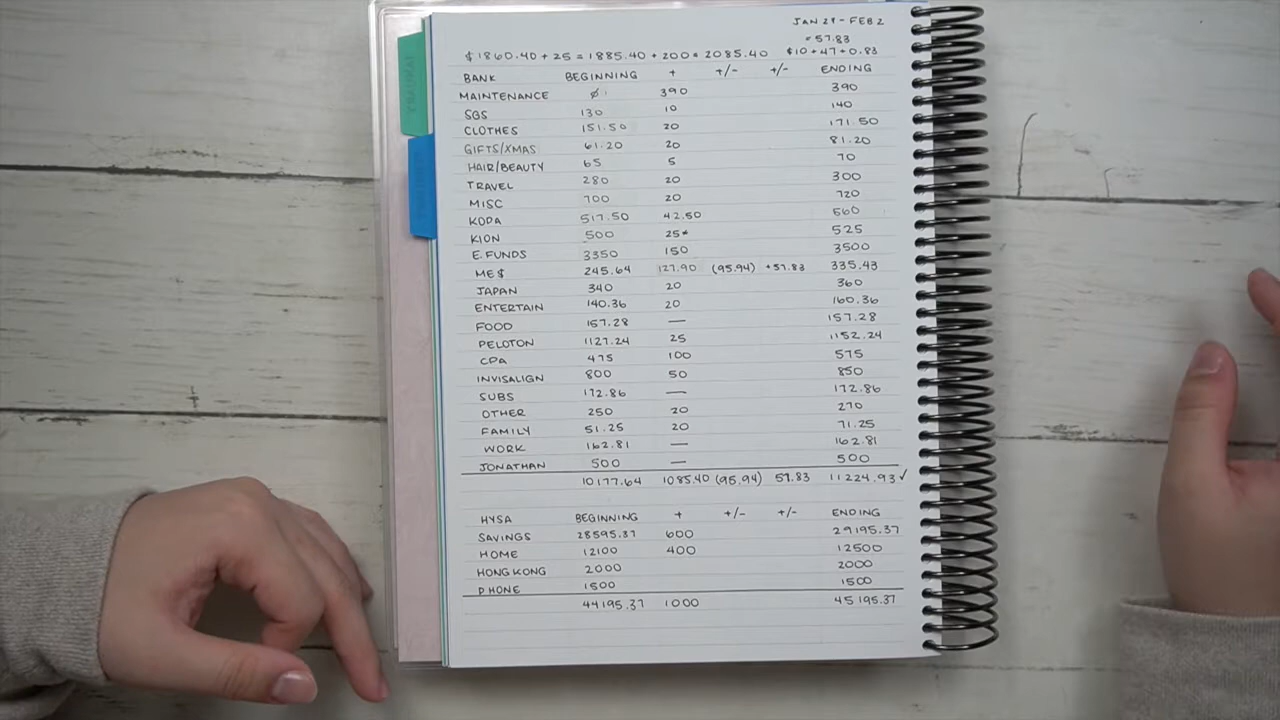 JAN 27 - FEB 2
= 57.83
$1860.40 + 25 = 1885.40 + 200 = 2085.40 $10 + 47 + 0.83
BANK BEGINNING + +/- +/- ENDING
MAINTENANCE ∅ 390 390
SGS 130 10 140
CLOTHES 151.50 20 171.50
GIFTS/XMAS 61.20 20 81.20
HAIR/BEAUTY 65 5 70
TRAVEL 280 20 300
MISC 700 20 720
KODA 517.50 42.50 560
KION 500 25* 525
E.FUNDS 3350 150 3500
ME$ 245.64 127.90 (95.94) +57.83 335.43
JAPAN 340 20 360
ENTERTAIN 140.36 20 160.36
FOOD 157.28 — 157.28
PELOTON 1127.24 25 1152.24
CPA 475 100 575
INVISALIGN 800 50 850
SUBS 172.86 — 172.86
OTHER 250 20 270
FAMILY 51.25 20 71.25
WORK 162.81 — 162.81
JONATHAN 500 — 500
10177.64 1085.40 (95.94) 57.83 11224.93 ✓
HYSA BEGINNING + +/- +/- ENDING
SAVINGS 28595.37 600 29195.37
HOME 12100 400 12500
HONG KONG 2000 2000
PHONE 1500 1500
44195.37 1000 45195.37